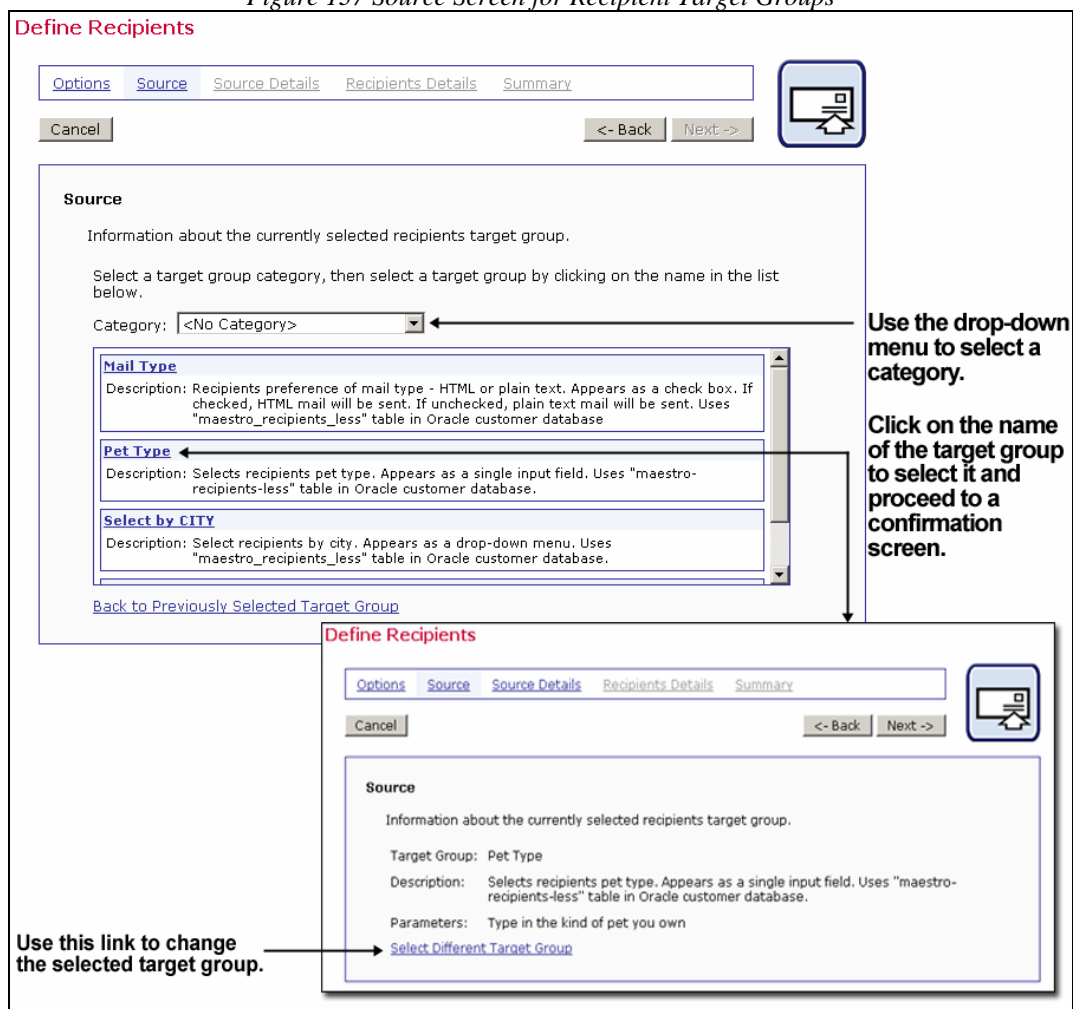 Figure 137 Source Screen for Recipient Target Groups
Define Recipients
Options Source Source Details Recipients Details Summary
Cancel <- Back Next ->
Source
Information about the currently selected recipients target group.
Select a target group category, then select a target group by clicking on the name in the list
below.
Category: <No Category>
Use the drop-down
menu to select a
category.
Mail Type
Description: Recipients preference of mail type - HTML or plain text. Appears as a check box. If
checked, HTML mail will be sent. If unchecked, plain text mail will be sent. Uses
"maestro_recipients_less" table in Oracle customer database
Pet Type
Description: Selects recipients pet type. Appears as a single input field. Uses "maestro-
recipients-less" table in Oracle customer database.
Select by CITY
Description: Select recipients by city. Appears as a drop-down menu. Uses
"maestro_recipients_less" table in Oracle customer database.
Click on the name
of the target group
to select it and
proceed to a
confirmation
screen.
Back to Previously Selected Target Group
Define Recipients
Options Source Source Details Recipients Details Summary
Cancel <- Back Next ->
Source
Information about the currently selected recipients target group.
Target Group: Pet Type
Description: Selects recipients pet type. Appears as a single input field. Uses "maestro-
recipients-less" table in Oracle customer database.
Parameters: Type in the kind of pet you own
Select Different Target Group
Use this link to change
the selected target group.